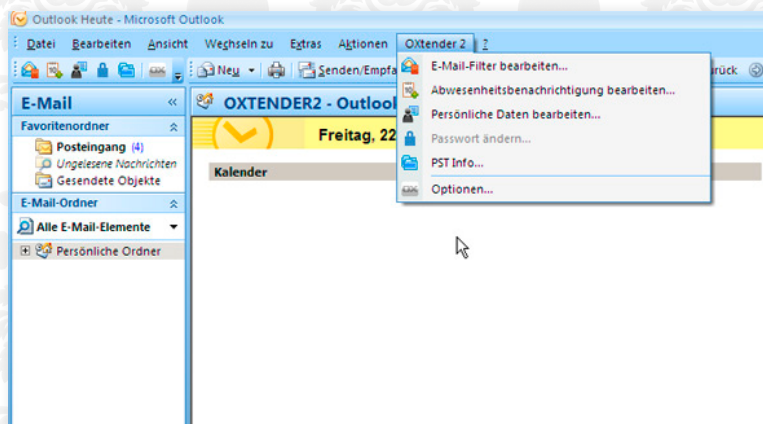 Outlook Heute - Microsoft Outlook
Datei Bearbeiten Ansicht Wechseln zu Extras Aktionen OXtender 2 ?
Neu Senden/Empfa
E-Mail «
Favoritenordner
Posteingang (4)
Ungelesene Nachrichten
Gesendete Objekte
E-Mail-Ordner
Alle E-Mail-Elemente
Persönliche Ordner
OXTENDER2 - Outloo
Freitag, 22
Kalender
E-Mail-Filter bearbeiten...
Abwesenheitsbenachrichtigung bearbeiten...
Persönliche Daten bearbeiten...
Passwort ändern...
PST Info...
Optionen...